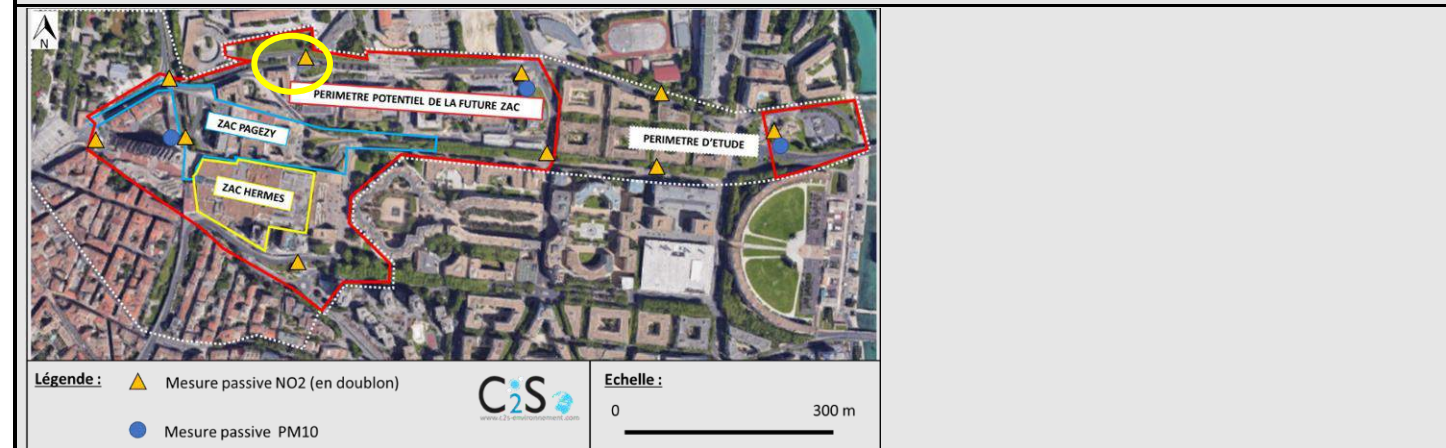 N
PERIMETRE POTENTIEL DE LA FUTURE ZAC
ZAC PAGEZY
PERIMETRE D'ETUDE
ZAC HERMES
Légende :
Mesure passive NO2 (en doublon)
Mesure passive PM10
C2S
www.c2s-environnement.com
Echelle :
0 300 m